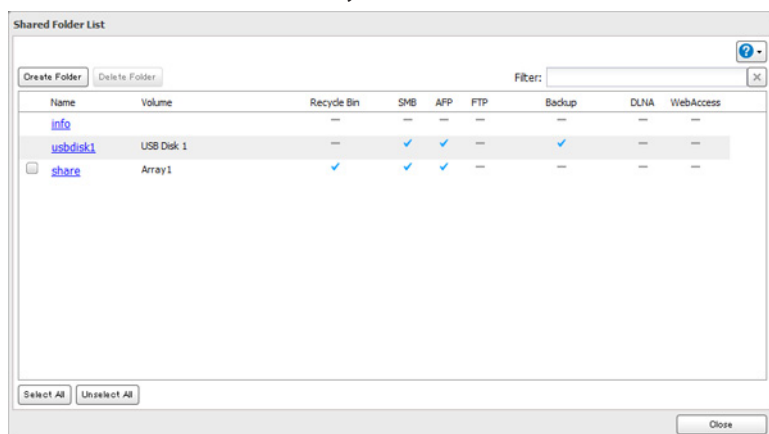 Shared Folder List
Create Folder Delete Folder Filter:
Name Volume Recycle Bin SMB AFP FTP Backup DLNA WebAccess
info
usbdisk1 USB Disk 1
share Array1
Select All Unselect All
Close